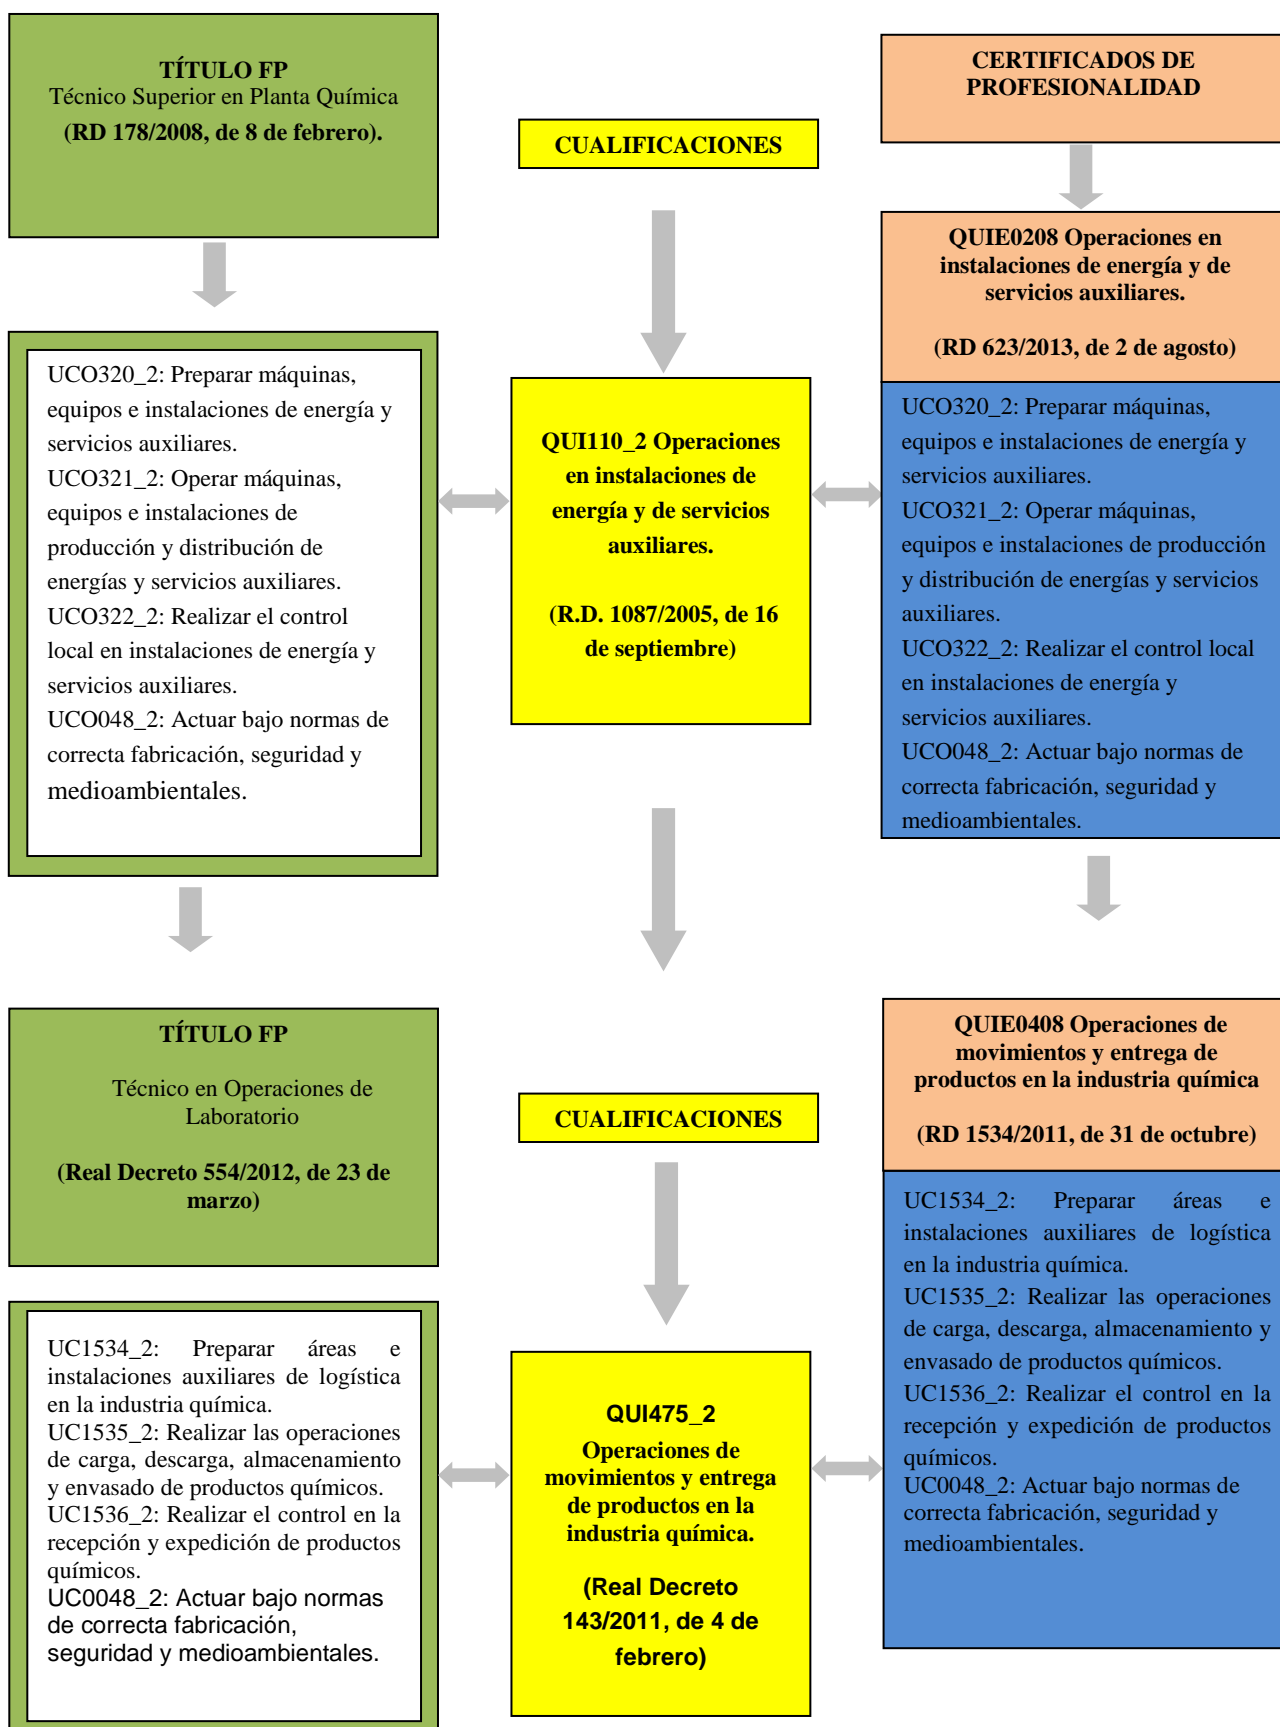 TÍTULO FP
Técnico Superior en Planta Química
(RD 178/2008, de 8 de febrero).
CUALIFICACIONES
CERTIFICADOS DE
PROFESIONALIDAD
QUIE0208 Operaciones en
instalaciones de energía y de
servicios auxiliares.
(RD 623/2013, de 2 de agosto)
UCO320_2: Preparar máquinas,
equipos e instalaciones de energía y
servicios auxiliares.
UCO321_2: Operar máquinas,
equipos e instalaciones de
producción y distribución de
energías y servicios auxiliares.
UCO322_2: Realizar el control
local en instalaciones de energía y
servicios auxiliares.
UCO048_2: Actuar bajo normas de
correcta fabricación, seguridad y
medioambientales.
QUI110_2 Operaciones
en instalaciones de
energía y de servicios
auxiliares.
(R.D. 1087/2005, de 16
de septiembre)
UCO320_2: Preparar máquinas,
equipos e instalaciones de energía y
servicios auxiliares.
UCO321_2: Operar máquinas,
equipos e instalaciones de producción
y distribución de energías y servicios
auxiliares.
UCO322_2: Realizar el control local
en instalaciones de energía y
servicios auxiliares.
UCO048_2: Actuar bajo normas de
correcta fabricación, seguridad y
medioambientales.
TÍTULO FP
Técnico en Operaciones de
Laboratorio
(Real Decreto 554/2012, de 23 de
marzo)
CUALIFICACIONES
QUIE0408 Operaciones de
movimientos y entrega de
productos en la industria química
(RD 1534/2011, de 31 de octubre)
UC1534_2: Preparar áreas e
instalaciones auxiliares de logística
en la industria química.
UC1535_2: Realizar las operaciones
de carga, descarga, almacenamiento
y envasado de productos químicos.
UC1536_2: Realizar el control en la
recepción y expedición de productos
químicos.
UC0048_2: Actuar bajo normas
de correcta fabricación,
seguridad y medioambientales.
QUI475_2
Operaciones de
movimientos y entrega
de productos en la
industria química.
(Real Decreto
143/2011, de 4 de
febrero)
UC1534_2: Preparar áreas e
instalaciones auxiliares de logística
en la industria química.
UC1535_2: Realizar las operaciones
de carga, descarga, almacenamiento y
envasado de productos químicos.
UC1536_2: Realizar el control en la
recepción y expedición de productos
químicos.
UC0048_2: Actuar bajo normas de
correcta fabricación, seguridad y
medioambientales.